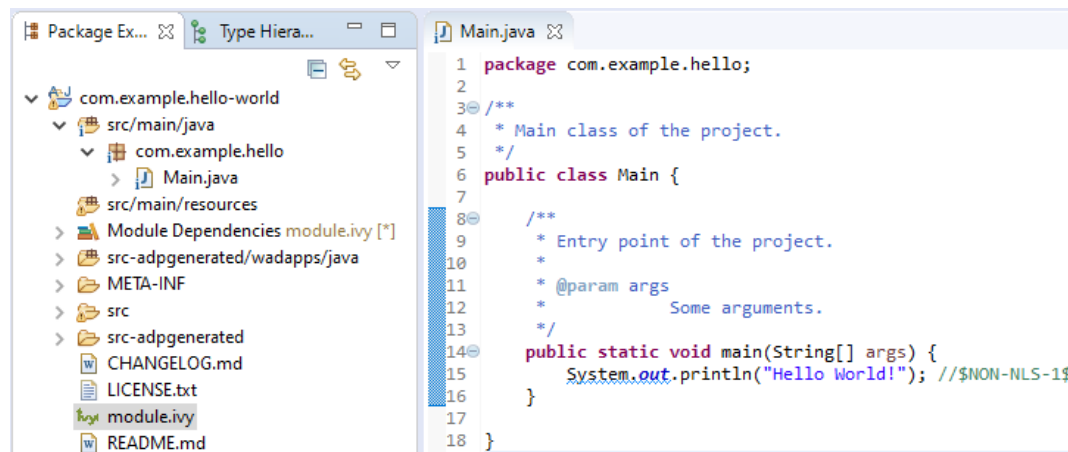 Package Ex...
Type Hiera...
com.example.hello-world
src/main/java
com.example.hello
Main.java
src/main/resources
Module Dependencies module.ivy [*]
src-adpgenerated/wadapps/java
META-INF
src
src-adpgenerated
CHANGELOG.md
LICENSE.txt
module.ivy
README.md
Main.java
1 package com.example.hello;
2
3 /**
4 * Main class of the project.
5 */
6 public class Main {
7
8 /**
9 * Entry point of the project.
10 *
11 * @param args
12 * Some arguments.
13 */
14 public static void main(String[] args) {
15 System.out.println("Hello World!"); //$NON-NLS-1$
16 }
17
18 }